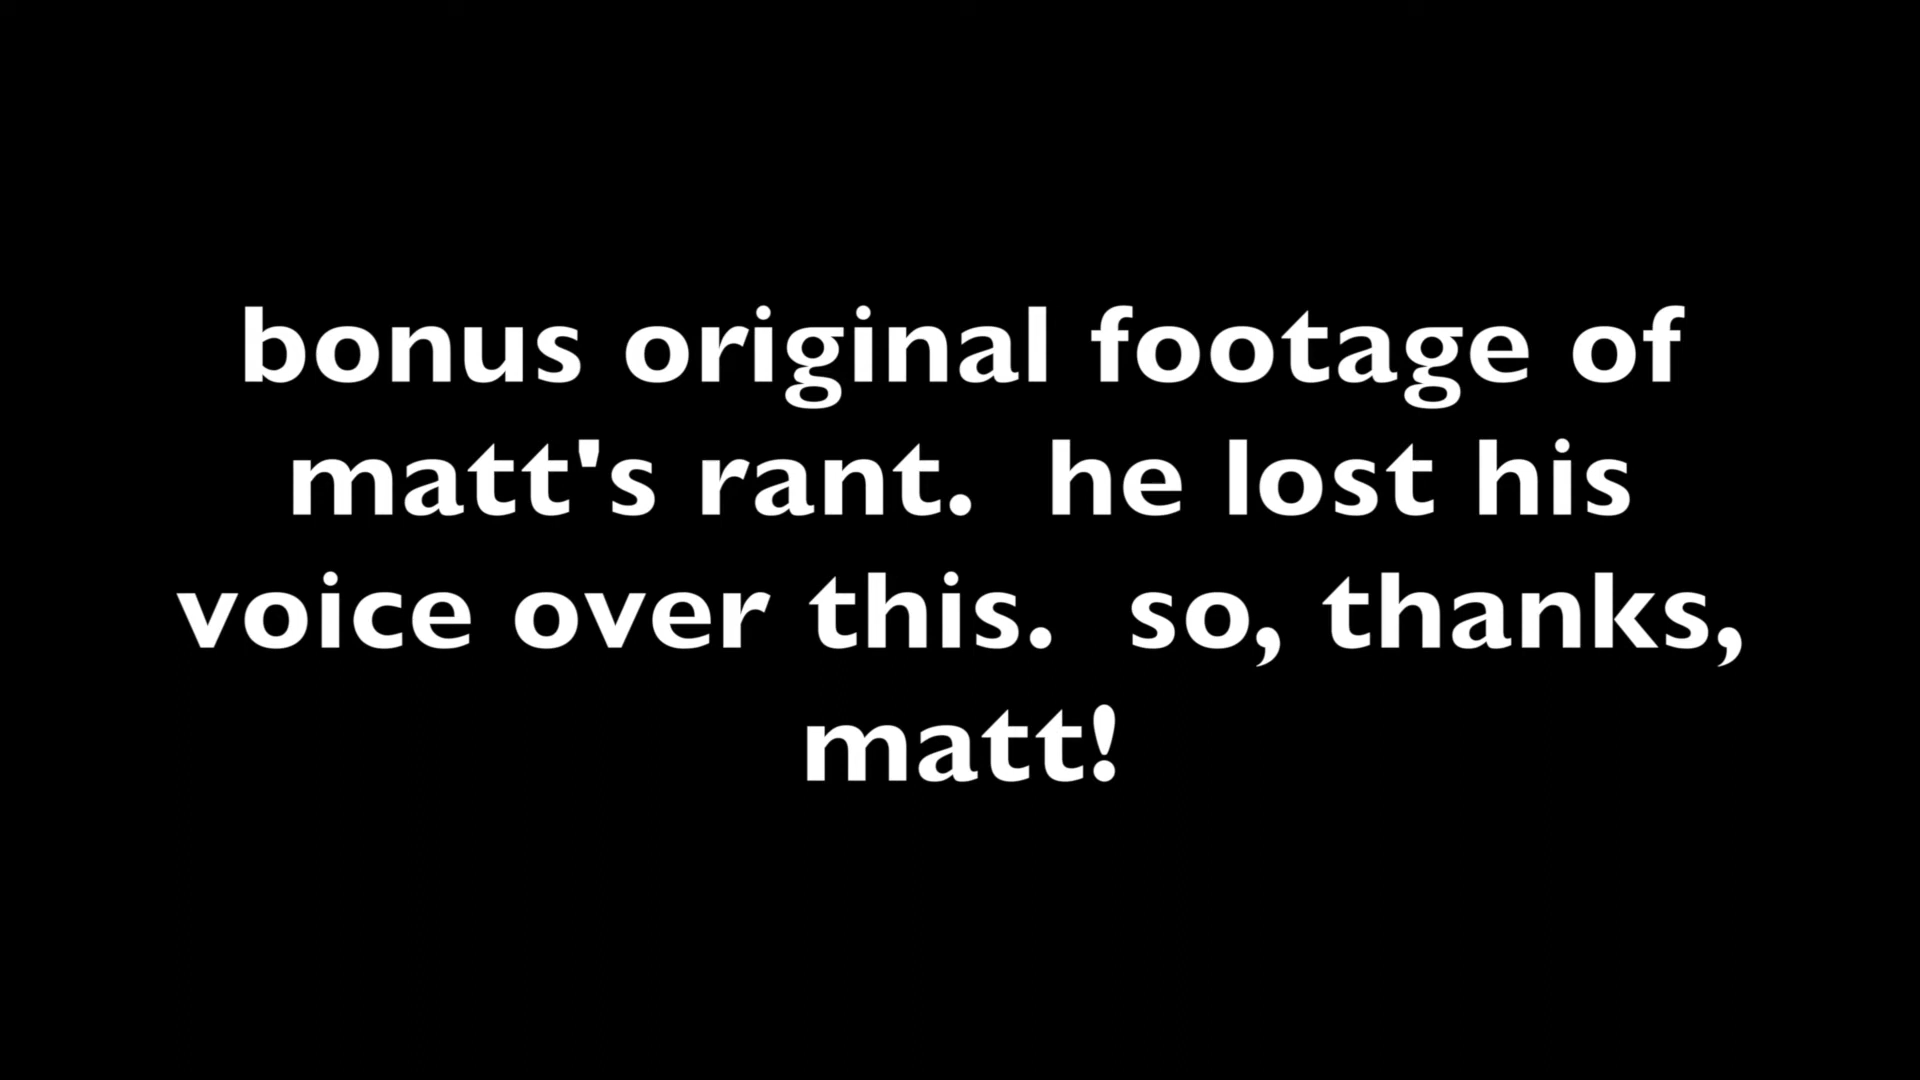 bonus original footage of
matt's rant.  he lost his
voice over this.  so, thanks,
matt!